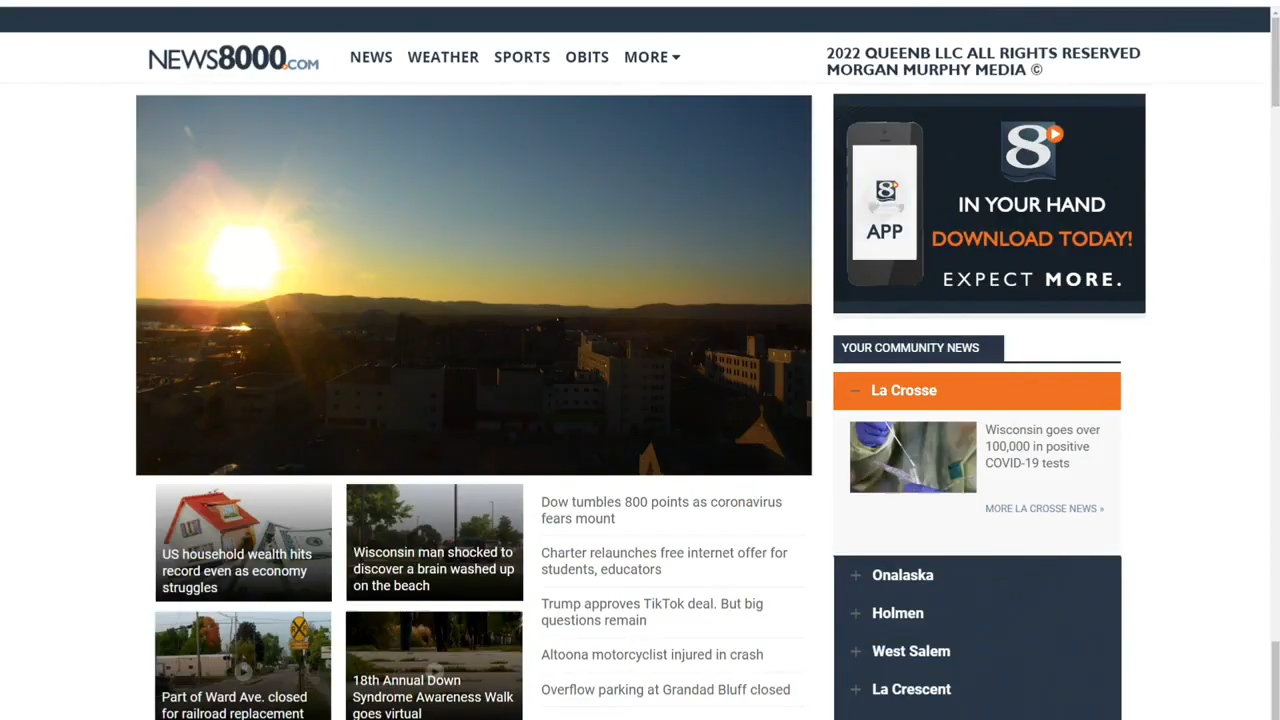 NEWS8000.COM
NEWS WEATHER SPORTS OBITS MORE
2022 QUEENB LLC ALL RIGHTS RESERVED
MORGAN MURPHY MEDIA ©
8
8
APP
IN YOUR HAND
DOWNLOAD TODAY!
EXPECT MORE.
US household wealth hits
record even as economy
struggles
Wisconsin man shocked to
discover a brain washed up
on the beach
Part of Ward Ave. closed
for railroad replacement
18th Annual Down
Syndrome Awareness Walk
goes virtual
Dow tumbles 800 points as coronavirus
fears mount
Charter relaunches free internet offer for
students, educators
Trump approves TikTok deal. But big
questions remain
Altoona motorcyclist injured in crash
Overflow parking at Grandad Bluff closed
YOUR COMMUNITY NEWS
La Crosse
Wisconsin goes over
100,000 in positive
COVID-19 tests
MORE LA CROSSE NEWS »
Onalaska
Holmen
West Salem
La Crescent